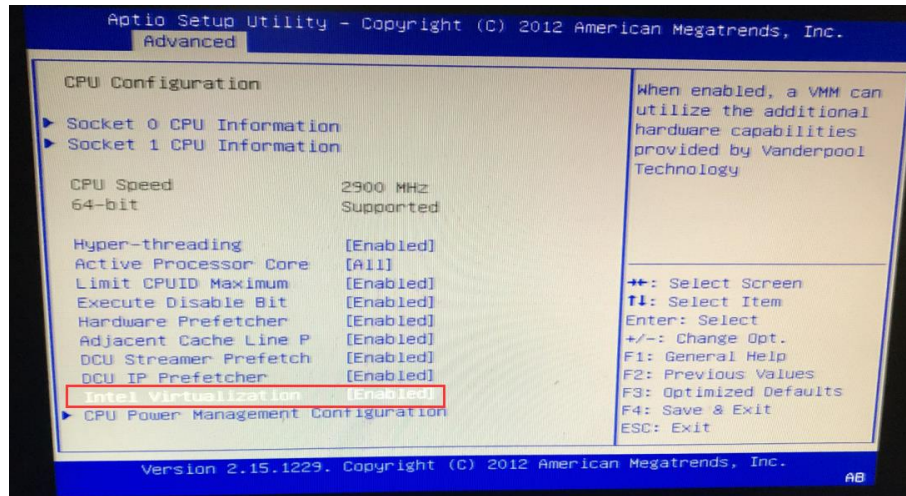 Aptio Setup Utility - Copyright (C) 2012 American Megatrends, Inc.
Advanced
CPU Configuration
Socket 0 CPU Information
Socket 1 CPU Information
CPU Speed 2900 MHz
64-bit Supported
Hyper-threading [Enabled]
Active Processor Core [All]
Limit CPUID Maximum [Enabled]
Execute Disable Bit [Enabled]
Hardware Prefetcher [Enabled]
Adjacent Cache Line P [Enabled]
DCU Streamer Prefetch [Enabled]
DCU IP Prefetcher [Enabled]
Intel Virtualization [Enabled]
CPU Power Management Configuration
When enabled, a VMM can
utilize the additional
hardware capabilities
provided by Vanderpool
Technology
→←: Select Screen
↑↓: Select Item
Enter: Select
+/-: Change Opt.
F1: General Help
F2: Previous Values
F3: Optimized Defaults
F4: Save & Exit
ESC: Exit
Version 2.15.1229. Copyright (C) 2012 American Megatrends, Inc.
AB